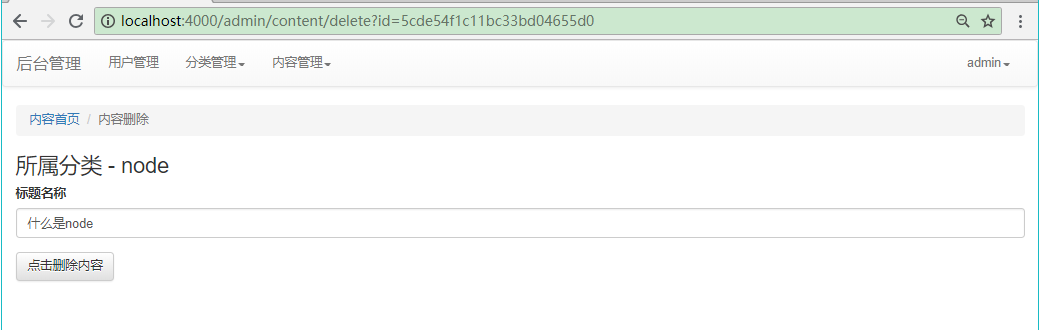 localhost:4000/admin/content/delete?id=5cde54f1c11bc33bd04655d0
后台管理 用户管理 分类管理 内容管理 admin
内容首页 / 内容删除
所属分类 - node
标题名称
什么是node
点击删除内容